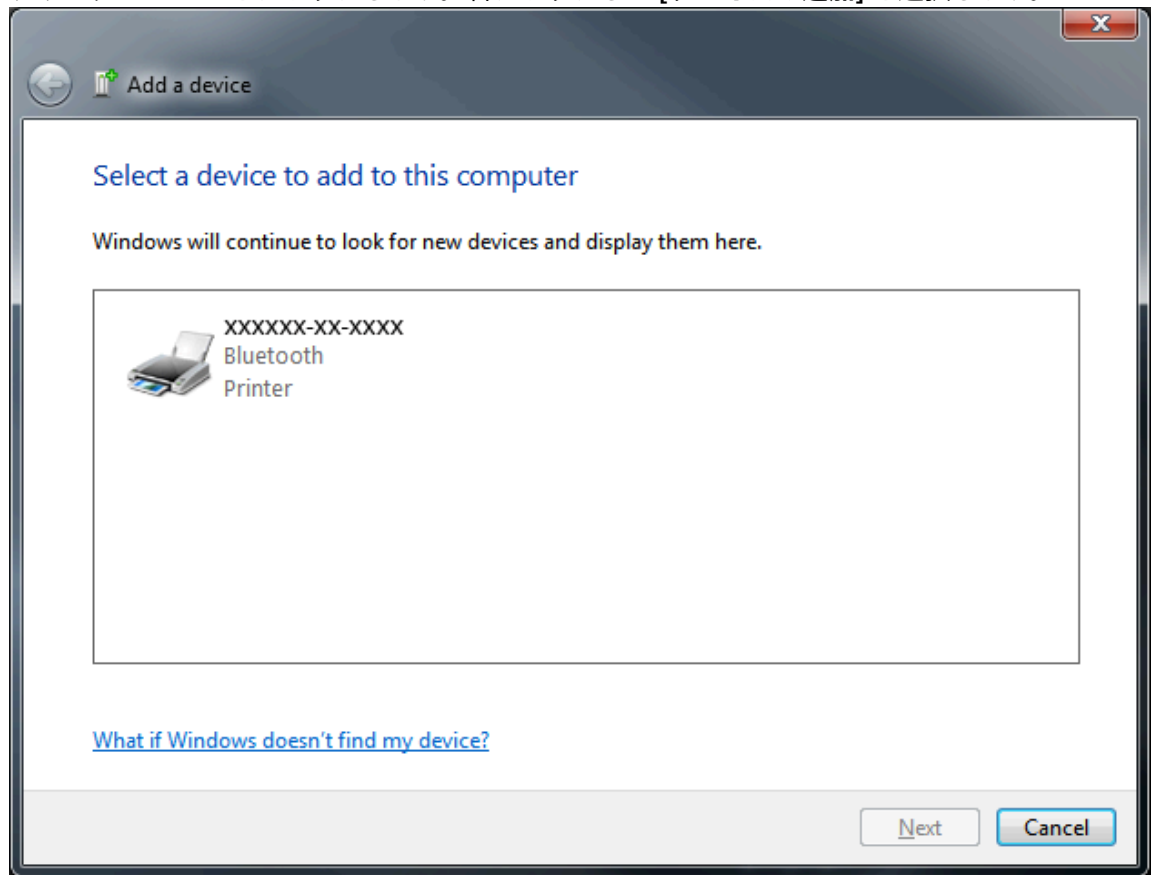 Add a device
Select a device to add to this computer
Windows will continue to look for new devices and display them here.
XXXXXX-XX-XXXX
Bluetooth
Printer
What if Windows doesn't find my device?
Next
Cancel